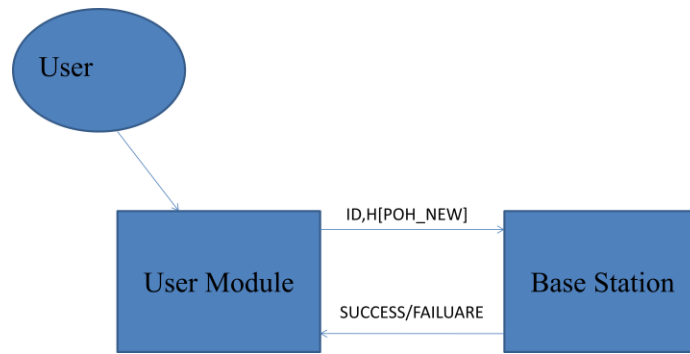 User
ID,H[POH_NEW]
User Module
Base Station
SUCCESS/FAILUARE